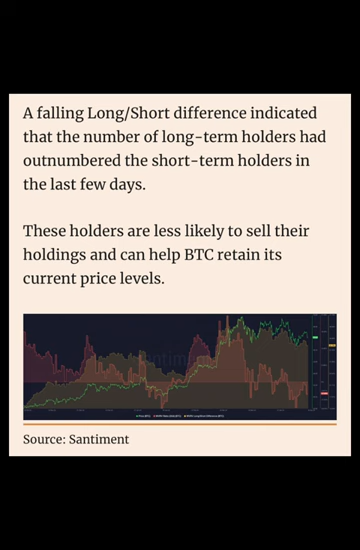 A falling Long/Short difference indicated
that the number of long-term holders had
outnumbered the short-term holders in
the last few days.
These holders are less likely to sell their
holdings and can help BTC retain its
current price levels.
Source: Santiment